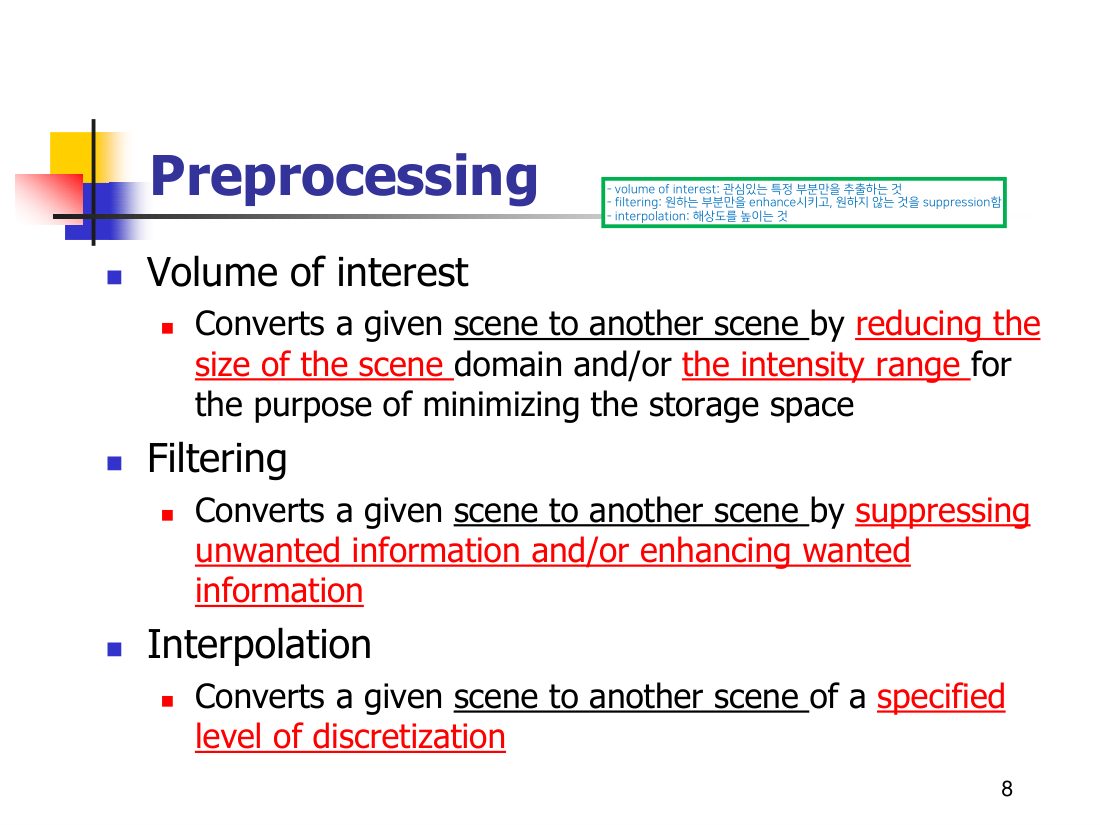 Preprocessing
- volume of interest: 관심있는 특정 부분만을 추출하는 것
- filtering: 원하는 부분만을 enhance시키고, 원하지 않는 것을 suppression함
- interpolation: 해상도를 높이는 것
Volume of interest
Converts a given scene to another scene by reducing the
size of the scene domain and/or the intensity range for
the purpose of minimizing the storage space
Filtering
Converts a given scene to another scene by suppressing
unwanted information and/or enhancing wanted
information
Interpolation
Converts a given scene to another scene of a specified
level of discretization
8